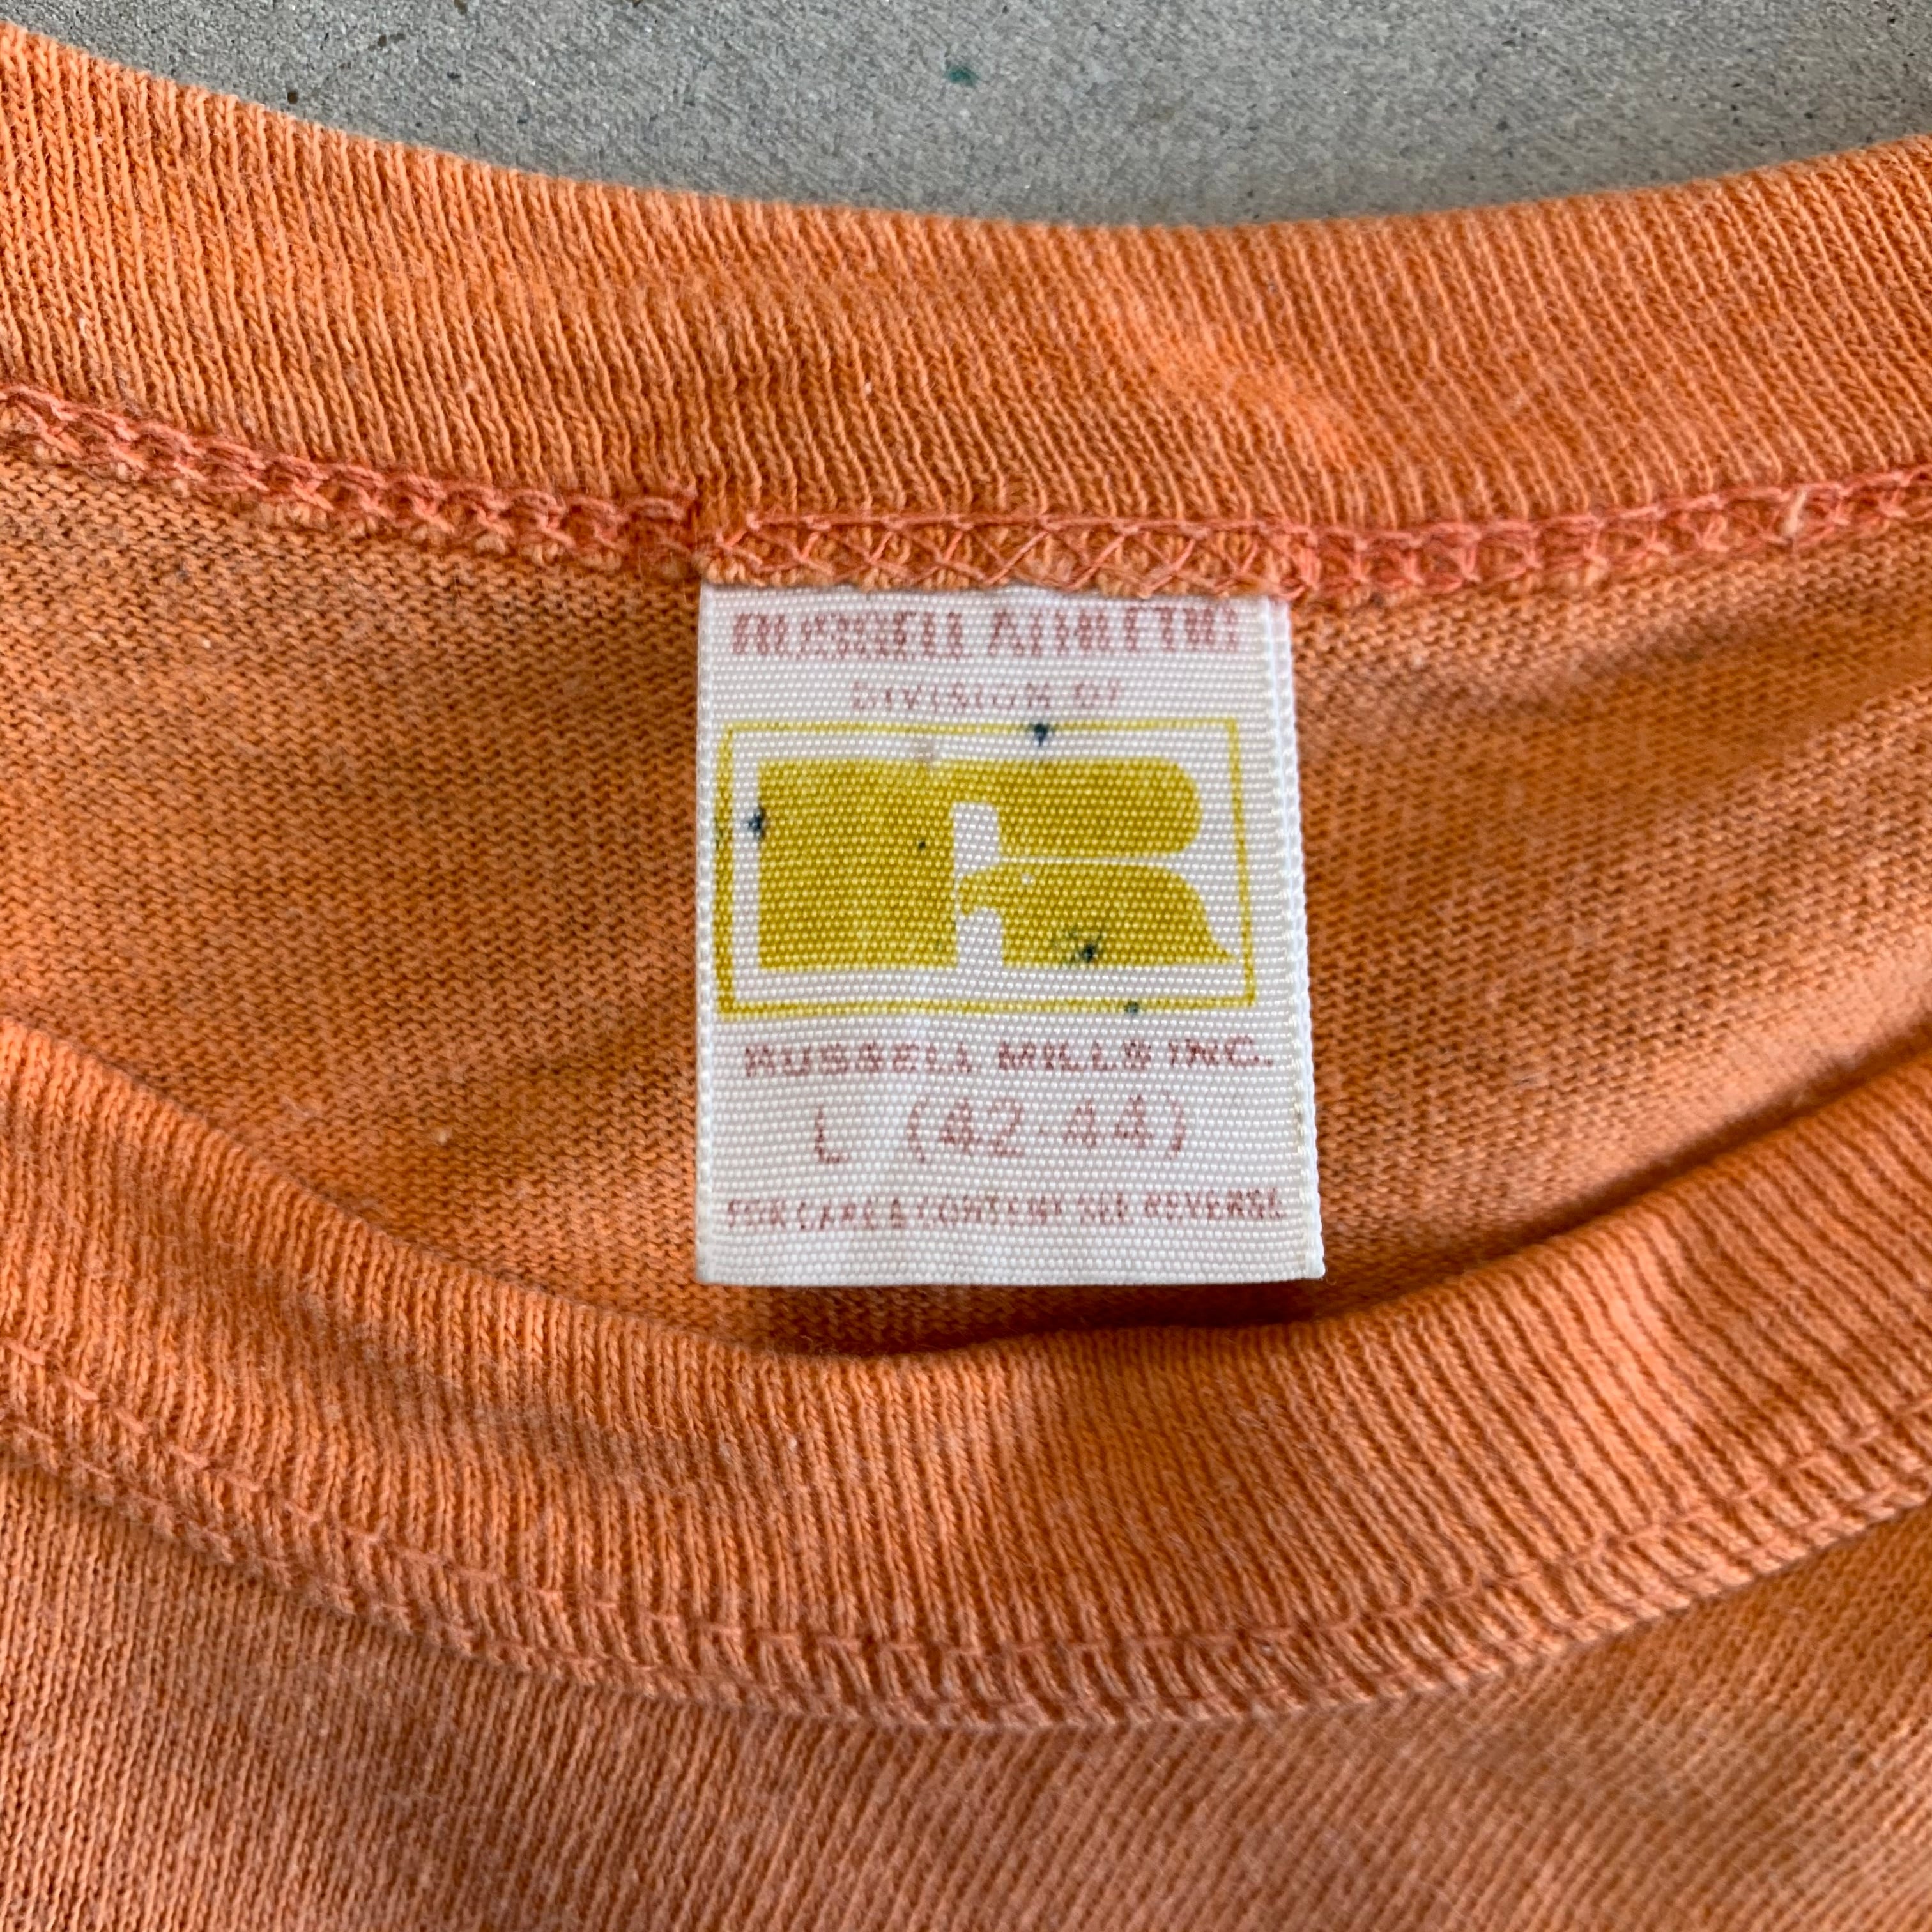 RUSSELL ATHLETIC
DIVISION OF
R
RUSSELL MILLS INC.
L (42-44)
FOR CARE & CONTENT SEE REVERSE